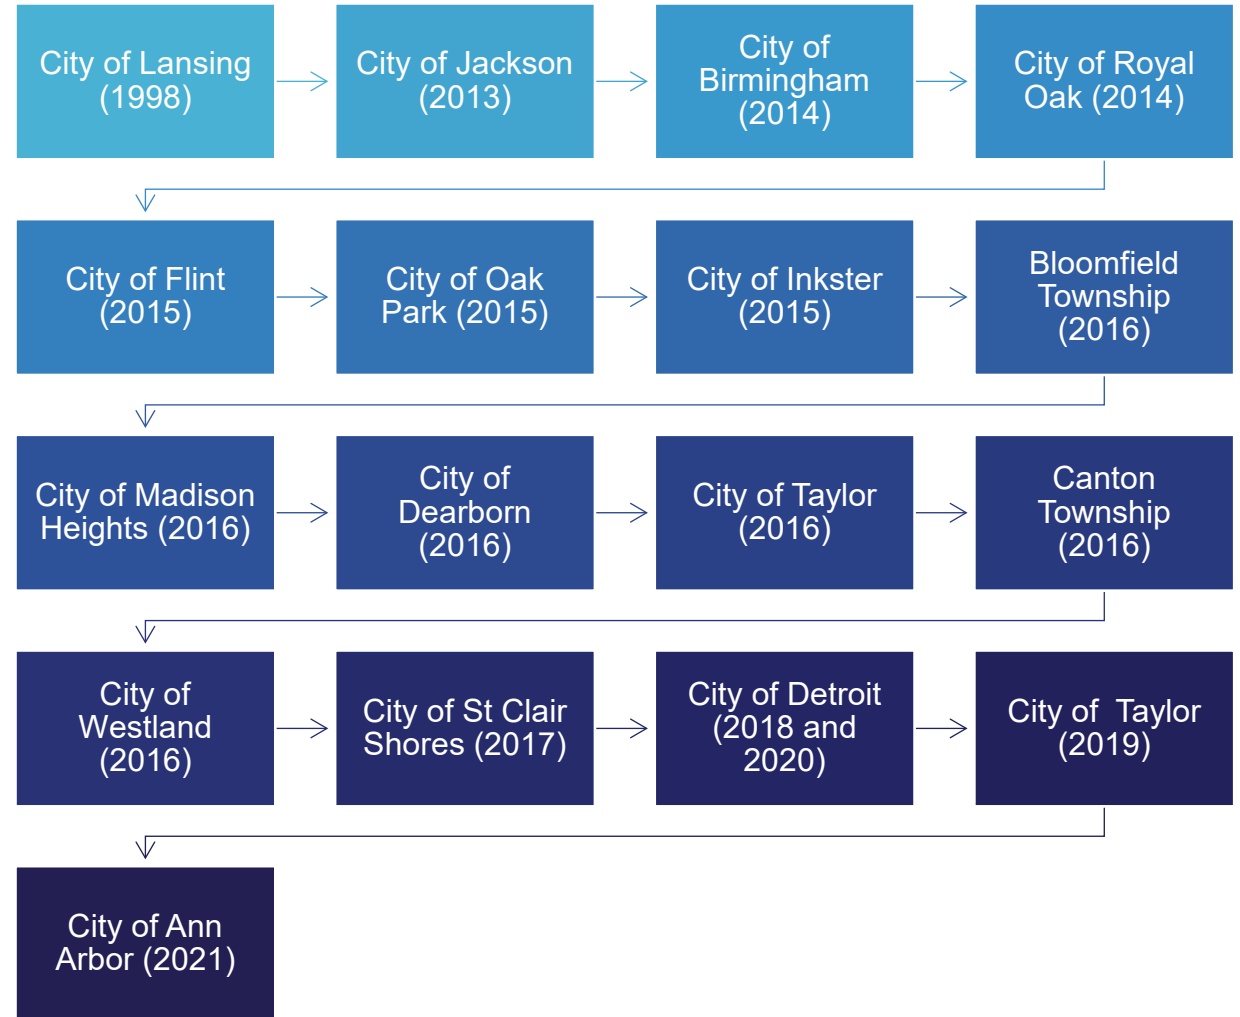 City of Lansing
(1998)
City of Jackson
(2013)
City of
Birmingham
(2014)
City of Royal
Oak (2014)
City of Flint
(2015)
City of Oak
Park (2015)
City of Inkster
(2015)
Bloomfield
Township
(2016)
City of Madison
Heights (2016)
City of
Dearborn
(2016)
City of Taylor
(2016)
Canton
Township
(2016)
City of
Westland
(2016)
City of St Clair
Shores (2017)
City of Detroit
(2018 and
2020)
City of  Taylor
(2019)
City of Ann
Arbor (2021)